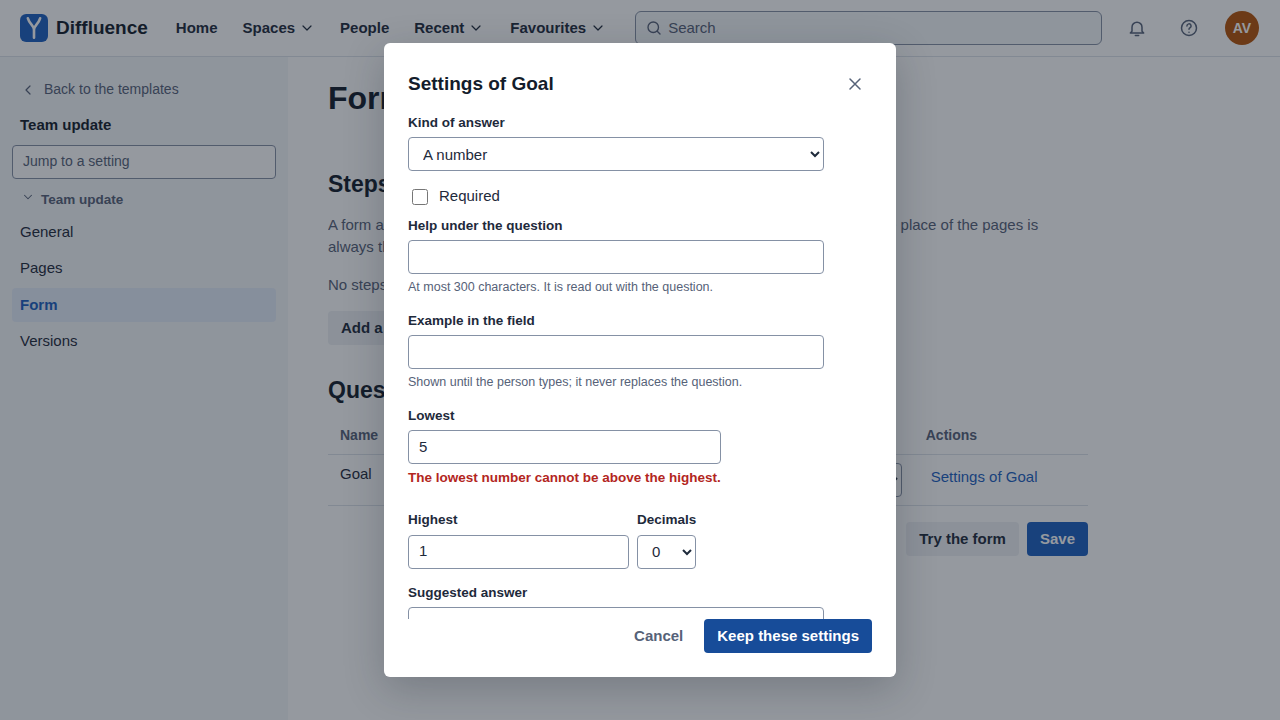 Diffluence
Home
Spaces
People
Recent
Favourites
Search
AV
Back to the templates
Team update
Jump to a setting
Team update
General
Pages
Form
Versions
Steps
A form a
place of the pages is
always
No steps
Add a
Name
Actions
Goal
Settings of Goal
Try the form
Save
Settings of Goal
Kind of answer
A number
Required
Help under the question
At most 300 characters. It is read out with the question.
Example in the field
Shown until the person types; it never replaces the question.
Lowest
5
The lowest number cannot be above the highest.
Highest
Decimals
1
0
Suggested answer
Cancel
Keep these settings